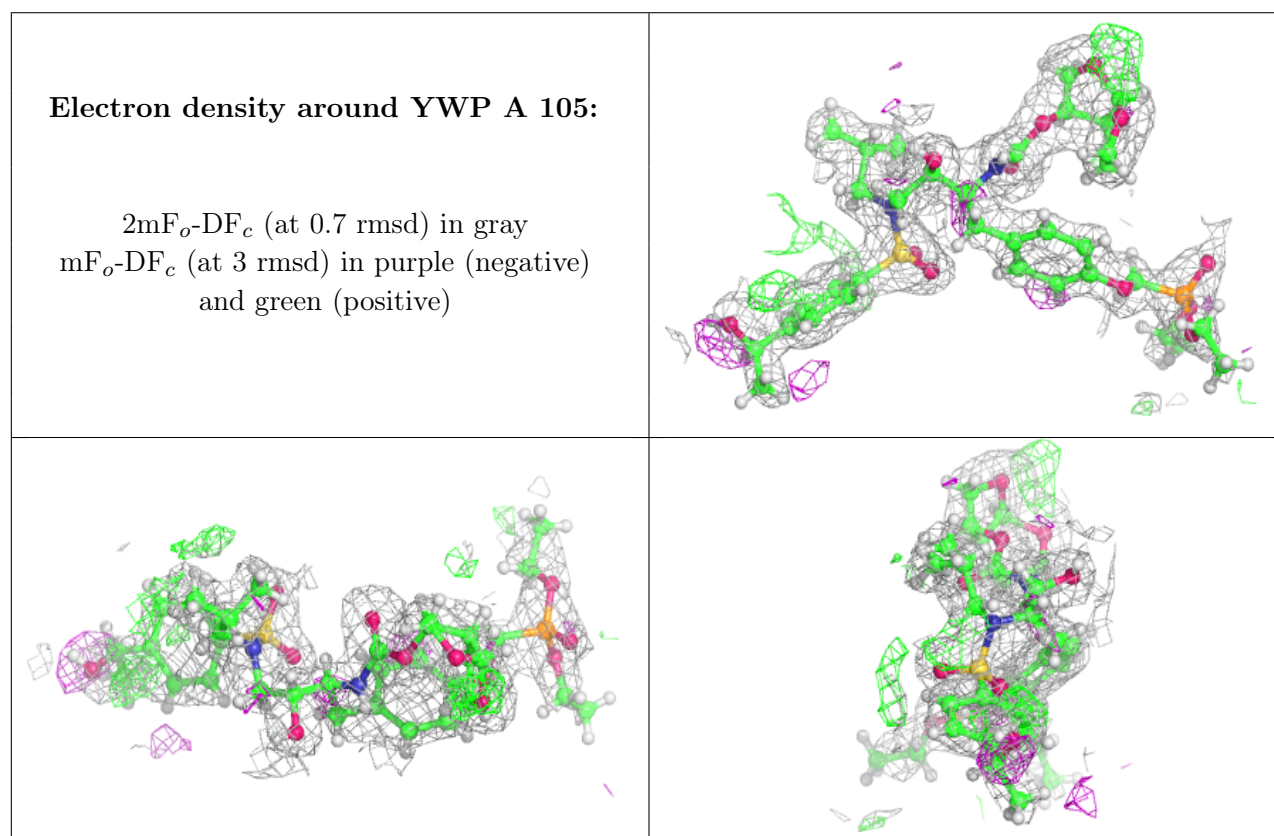 Electron density around YWP A 105:
2mFo-DFc (at 0.7 rmsd) in gray
mFo-DFc (at 3 rmsd) in purple (negative)
and green (positive)